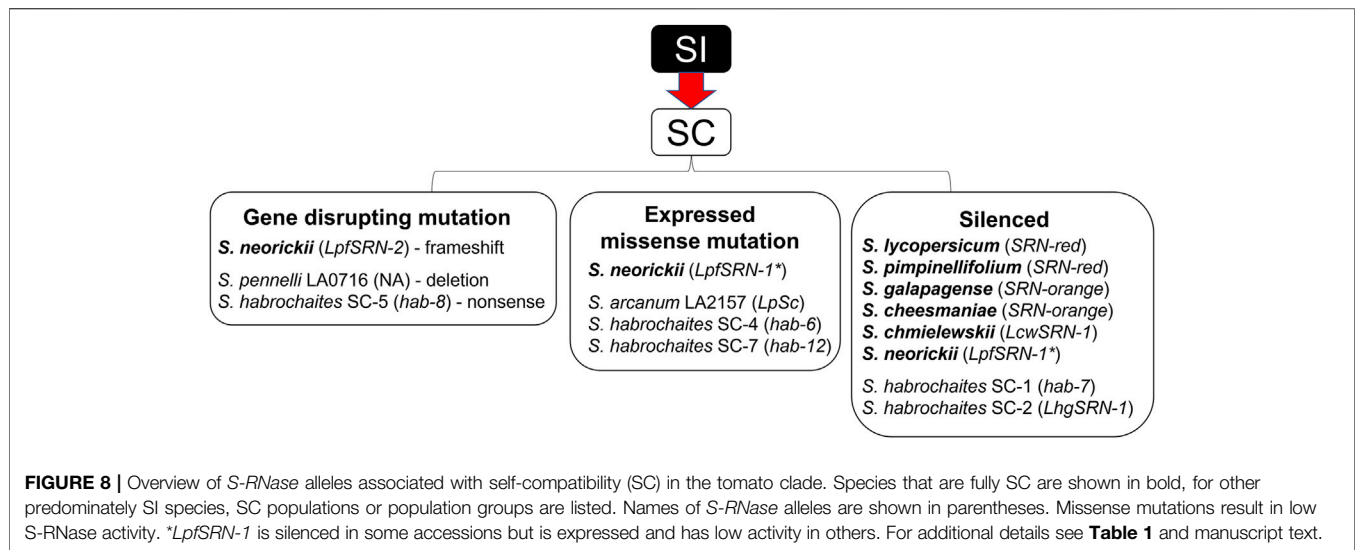 SI
SC
Gene disrupting mutation
S. neorickii (LpfSRN-2) - frameshift
S. pennelli LA0716 (NA) - deletion
S. habrochaites SC-5 (hab-8) - nonsense
Expressed
missense mutation
S. neorickii (LpfSRN-1*)
S. arcanum LA2157 (LpSc)
S. habrochaites SC-4 (hab-6)
S. habrochaites SC-7 (hab-12)
Silenced
S. lycopersicum (SRN-red)
S. pimpinellifolium (SRN-red)
S. galapagense (SRN-orange)
S. cheesmaniae (SRN-orange)
S. chmielewskii (LcwSRN-1)
S. neorickii (LpfSRN-1*)
S. habrochaites SC-1 (hab-7)
S. habrochaites SC-2 (LhgSRN-1)
FIGURE 8 | Overview of S-RNase alleles associated with self-compatibility (SC) in the tomato clade. Species that are fully SC are shown in bold, for other
predominately SI species, SC populations or population groups are listed. Names of S-RNase alleles are shown in parentheses. Missense mutations result in low
S-RNase activity. *LpfSRN-1 is silenced in some accessions but is expressed and has low activity in others. For additional details see Table 1 and manuscript text.